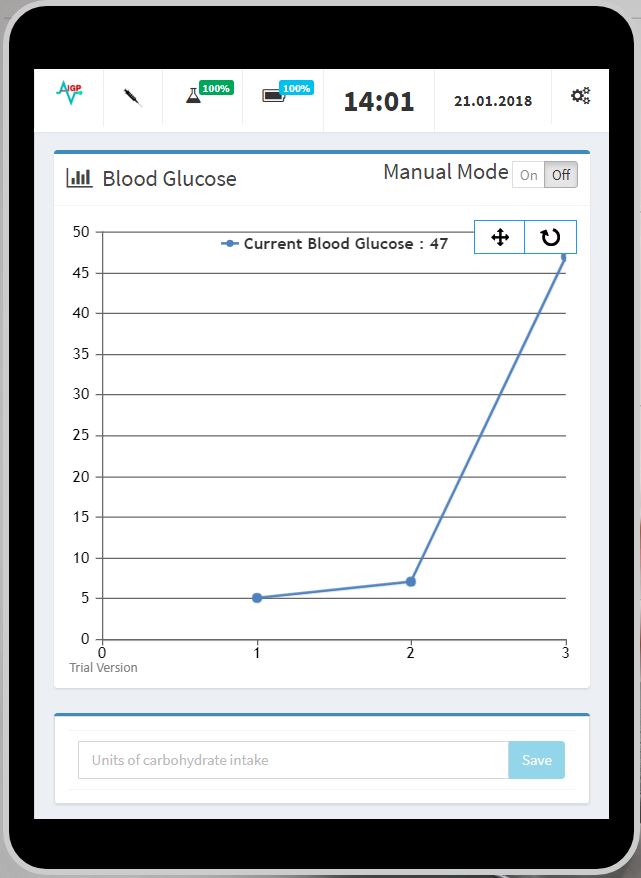 IGP
100%
100%
14:01
21.01.2018
Blood Glucose
Manual Mode On Off
Current Blood Glucose : 47
50
45
40
35
30
25
20
15
10
5
0
0 1 2 3
Trial Version
Units of carbohydrate intake Save